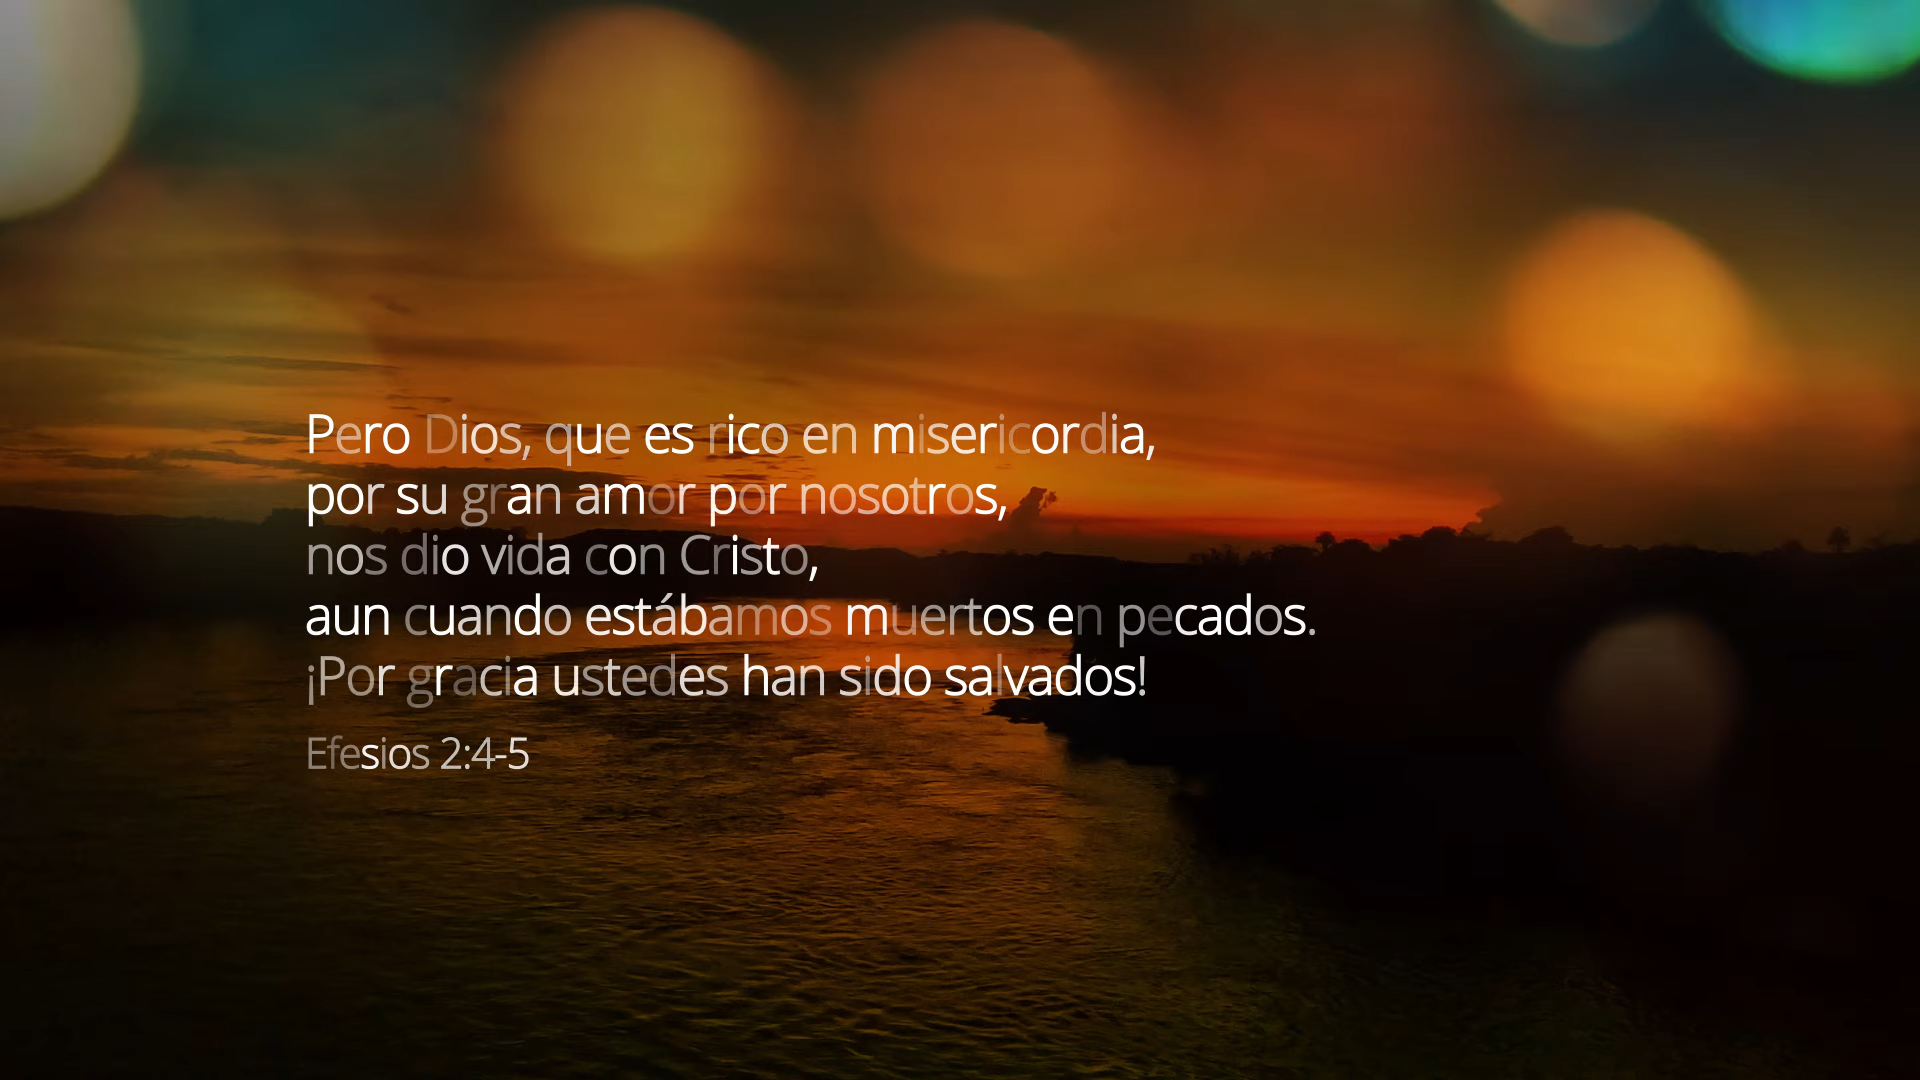 Pero Dios, que es rico en misericordia,
por su gran amor por nosotros,
nos dio vida con Cristo,
aun cuando estábamos muertos en pecados.
¡Por gracia ustedes han sido salvados!
Efesios 2:4-5